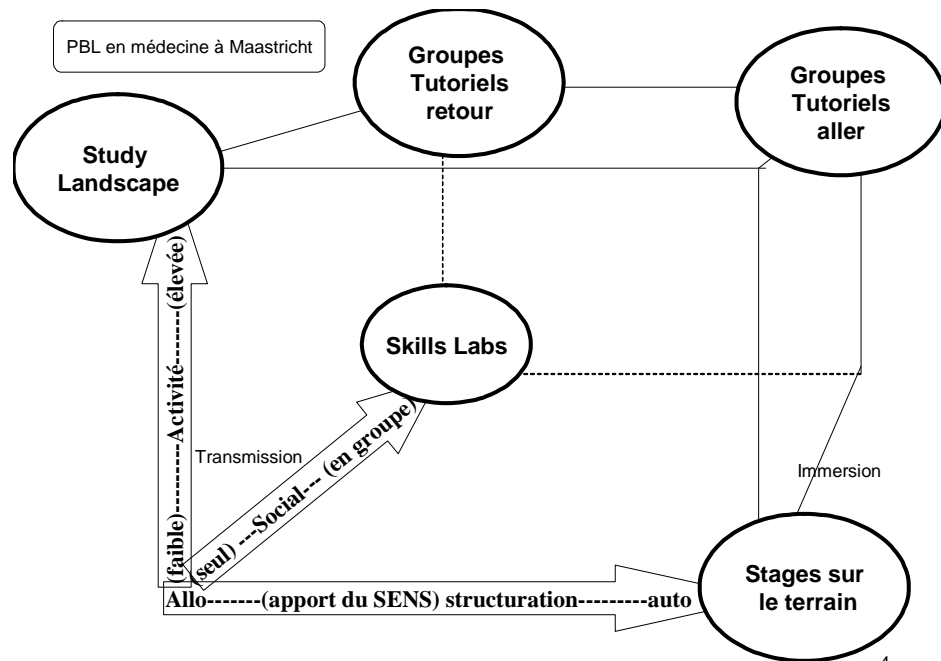 PBL en médecine à Maastricht
Groupes
Tutoriels
retour
Groupes
Tutoriels
aller
Study
Landscape
Skills Labs
(faible)------Activité------(élevée)
Transmission
(seul) ---Social--- (en groupe)
Immersion
Allo-------(apport du SENS) structuration---------auto
Stages sur
le terrain